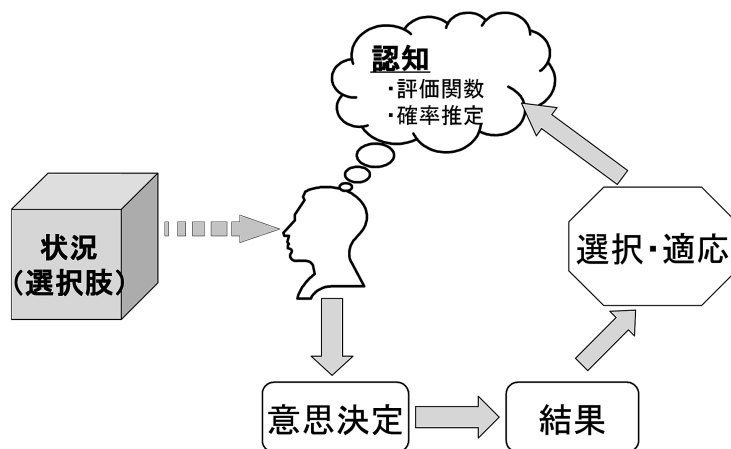 認知
・評価関数
・確率推定
状況
(選択肢)
選択・適応
意思決定
結果